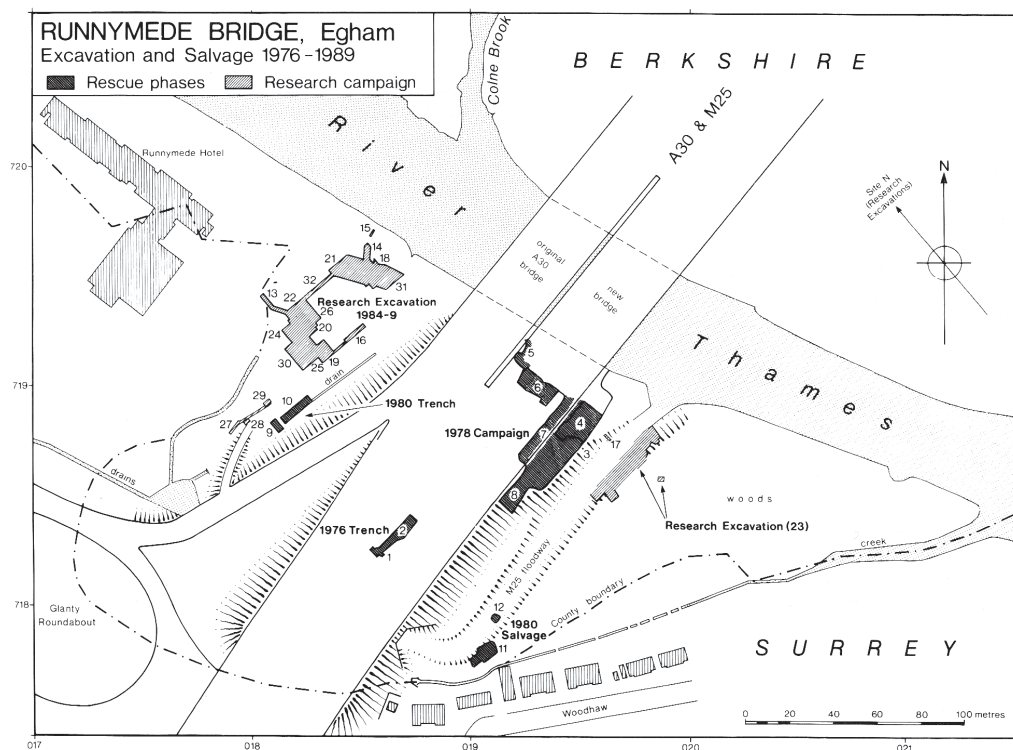 RUNNYMEDE BRIDGE, Egham
Excavation and Salvage 1976-1989
Rescue phases
Research campaign
BERKSHIRE
Colne Brook
A30 & M25
River
Runnymede Hotel
720
N
Site N
(Research
Excavations)
original
A30
bridge
new
bridge
15
14
18
21
31
32
13
22
Research Excavation
1984-9
26
20
24
16
19
30
25
drain
Thames
719
5
6
29
10
1980 Trench
27
28
9
1978 Campaign
7
4
3
17
8
drains
woods
Research Excavation (23)
1976 Trench
2
1
creek
M25 floodway
County boundary
718
Glanty
Roundabout
12
1980
Salvage
11
SURREY
Woodhaw
0 20 40 60 80 100 metres
017
018
019
020
021